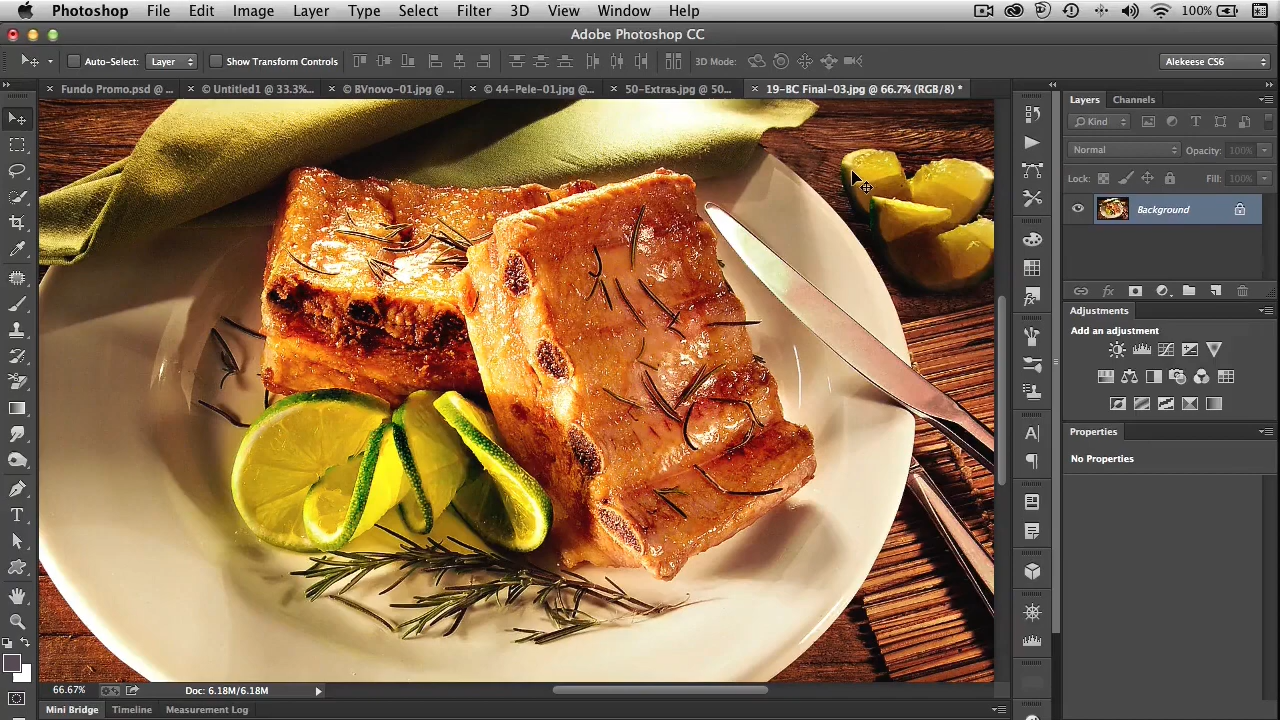 Photoshop File Edit Image Layer Type Select Filter 3D View Window Help 100%
Adobe Photoshop CC
Auto-Select: Layer Show Transform Controls 3D Mode: Alekeese CS6
× Fundo Promo.psd @ ... × © Untitled1 @ 33.3%... × © BVnovo-01.jpg @ ... × © 44-Pele-01.jpg @... × 50-Extras.jpg @ 50... × 19-BC Final-03.jpg @ 66.7% (RGB/8) *
Layers Channels
Kind
Normal Opacity: 100%
Lock: Fill: 100%
Background
Adjustments
Add an adjustment
Properties
No Properties
66.67% Doc: 6.18M/6.18M
Mini Bridge Timeline Measurement Log